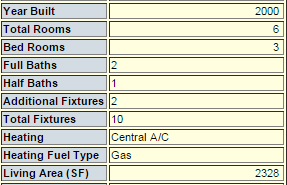 Year Built 2000
Total Rooms 6
Bed Rooms 3
Full Baths 2
Half Baths 1
Additional Fixtures 2
Total Fixtures 10
Heating Central A/C
Heating Fuel Type Gas
Living Area (SF) 2328